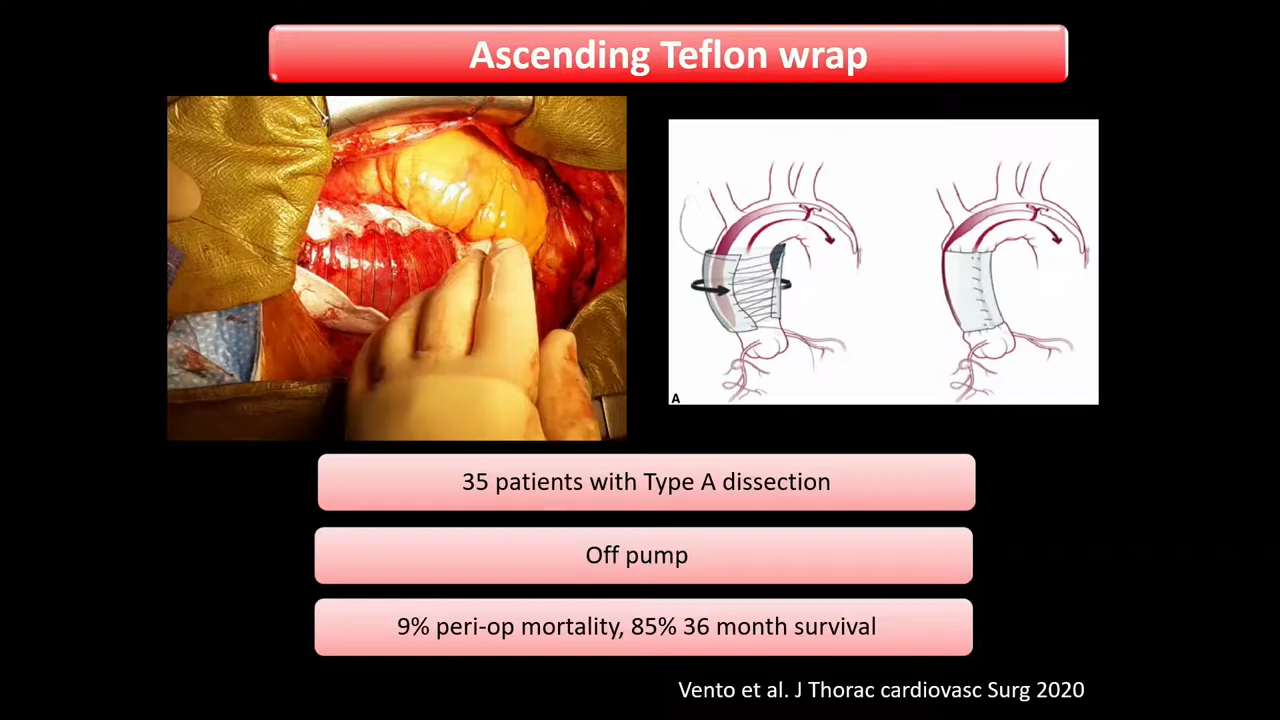 Ascending Teflon wrap
A
35 patients with Type A dissection
Off pump
9% peri-op mortality, 85% 36 month survival
Vento et al. J Thorac cardiovasc Surg 2020